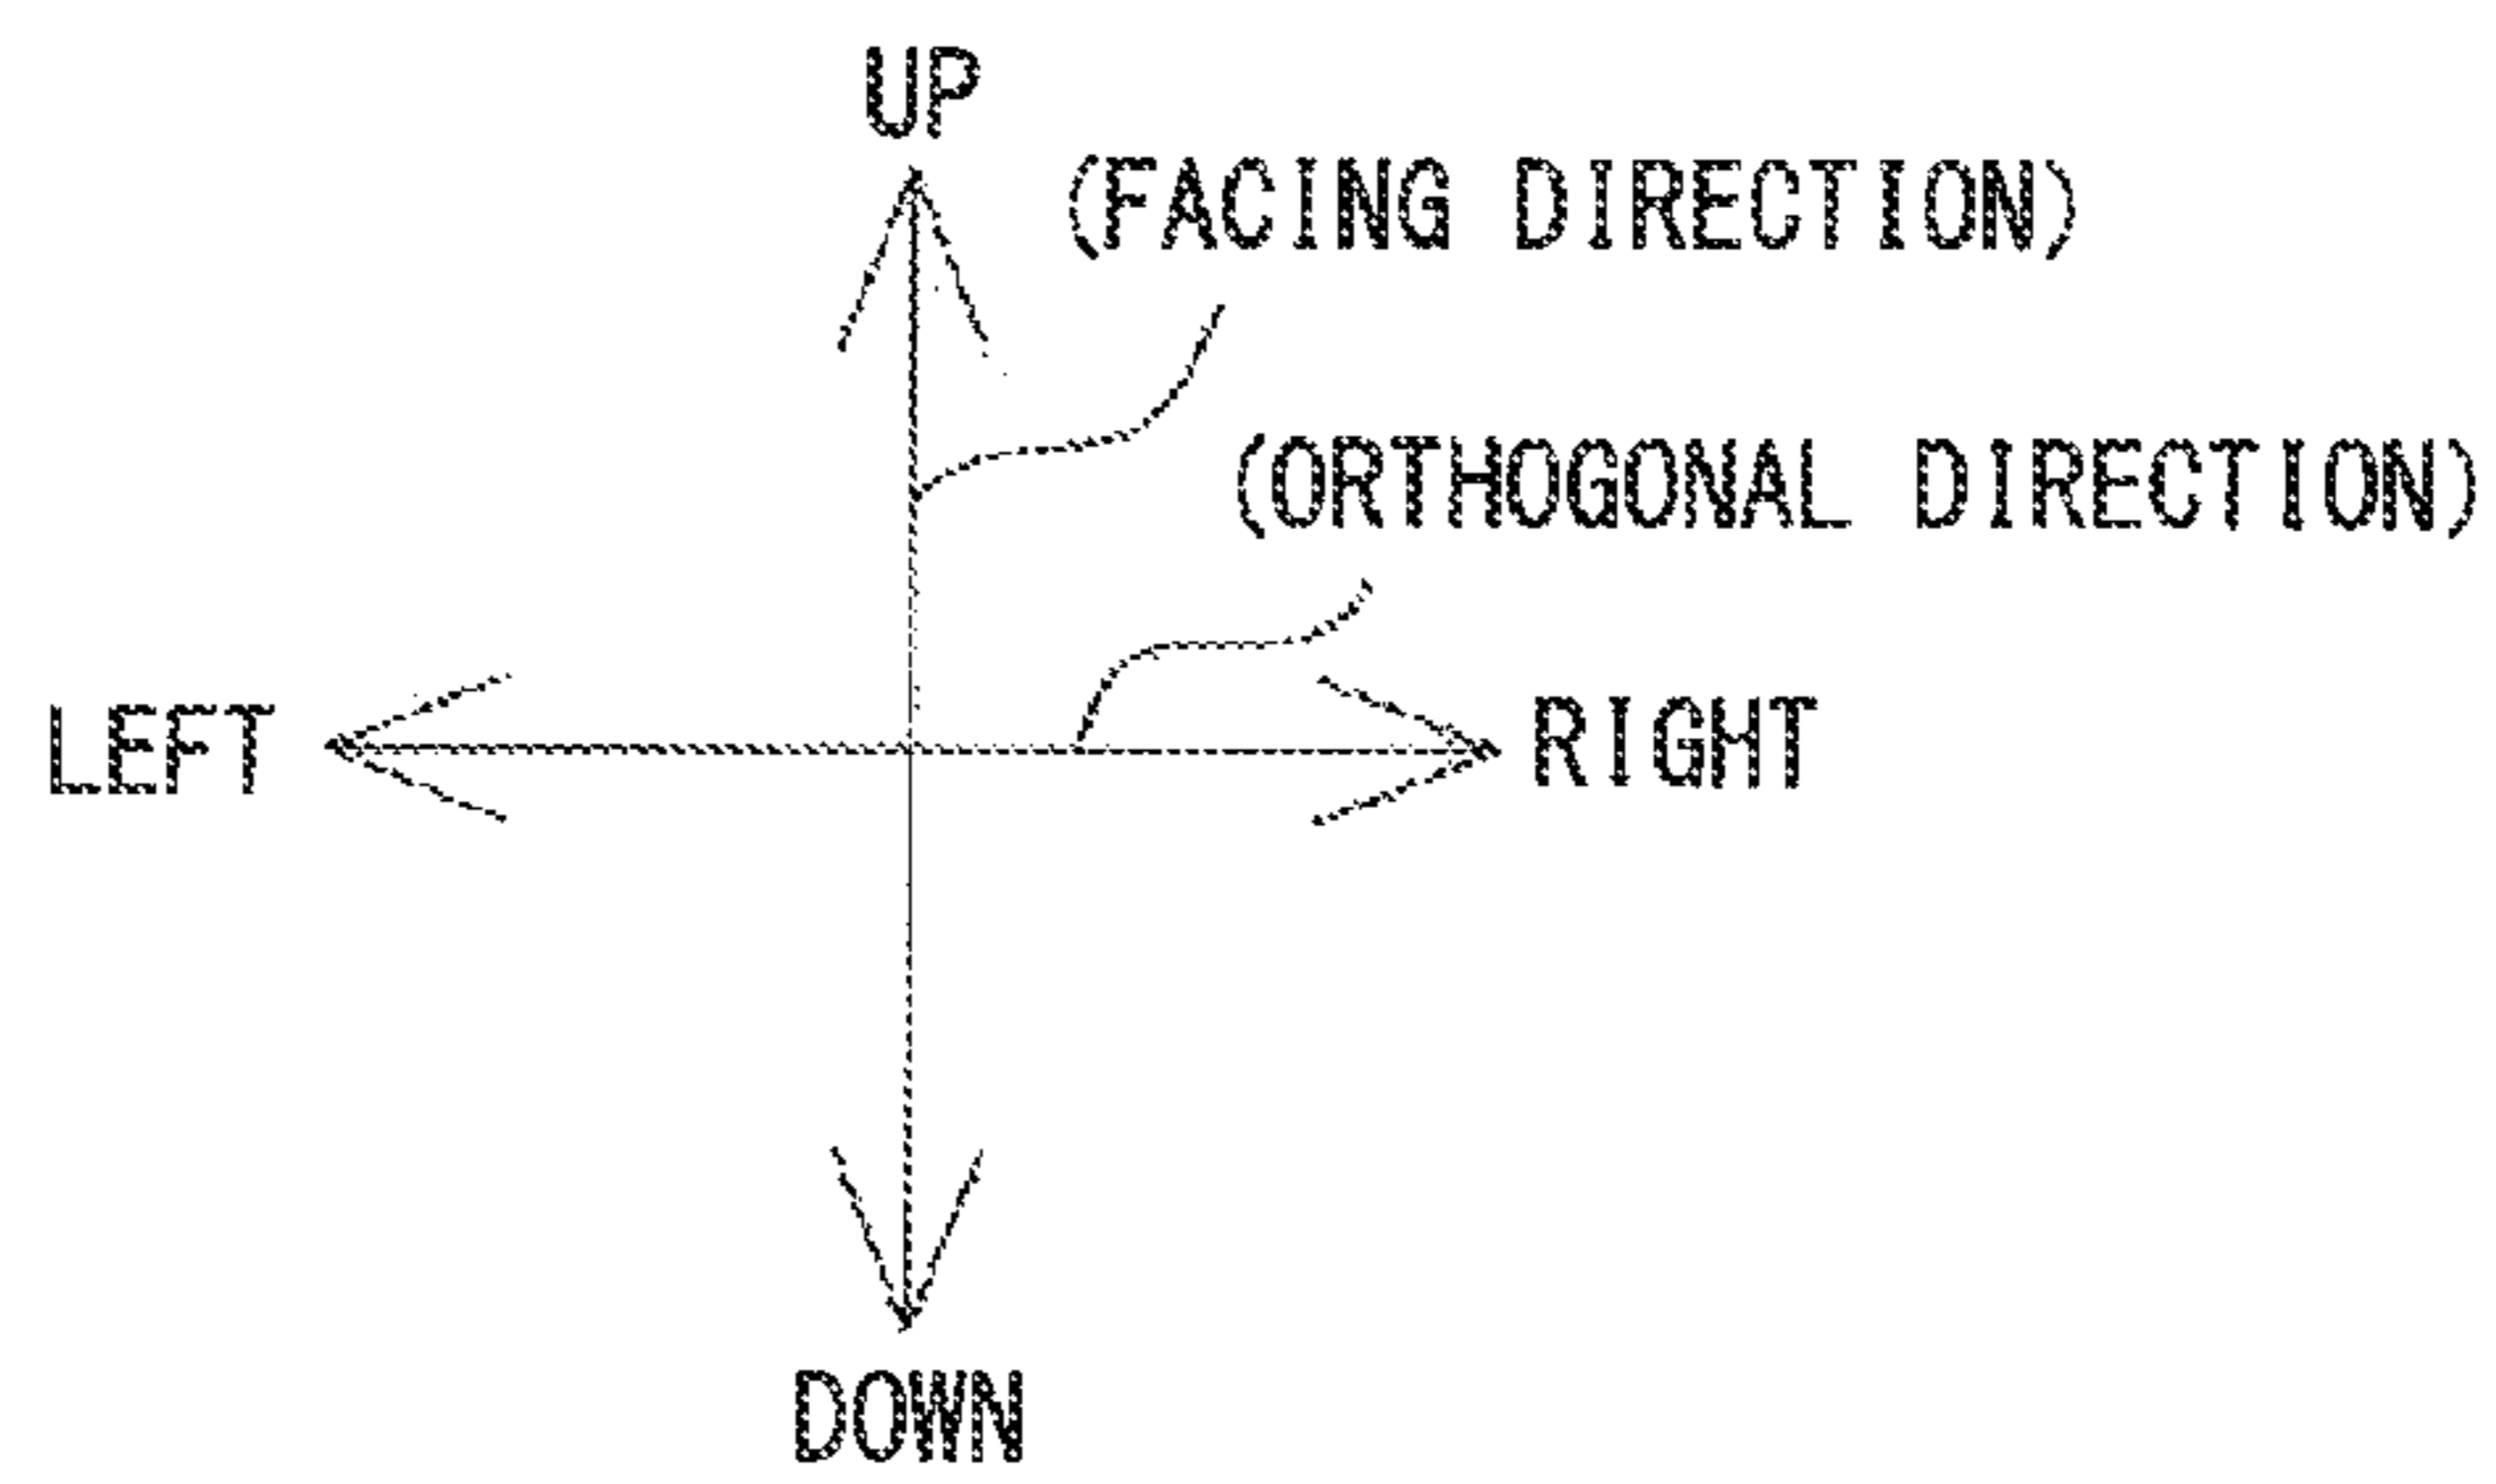 UP
(FACING DIRECTION)
(ORTHOGONAL DIRECTION)
LEFT
RIGHT
DOWN